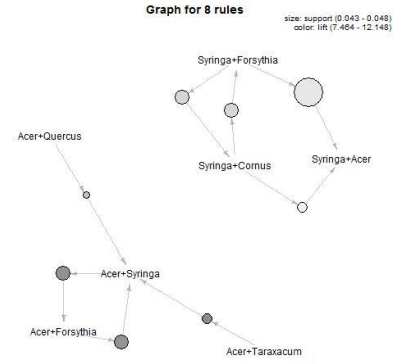 Graph for 8 rules
size: support (0.043 - 0.048)
color: lift (7.464 - 12.148)
Syringa+Forsythia
Acer+Quercus
Syringa+Acer
Syringa+Cornus
Acer+Syringa
Acer+Forsythia
Acer+Taraxacum